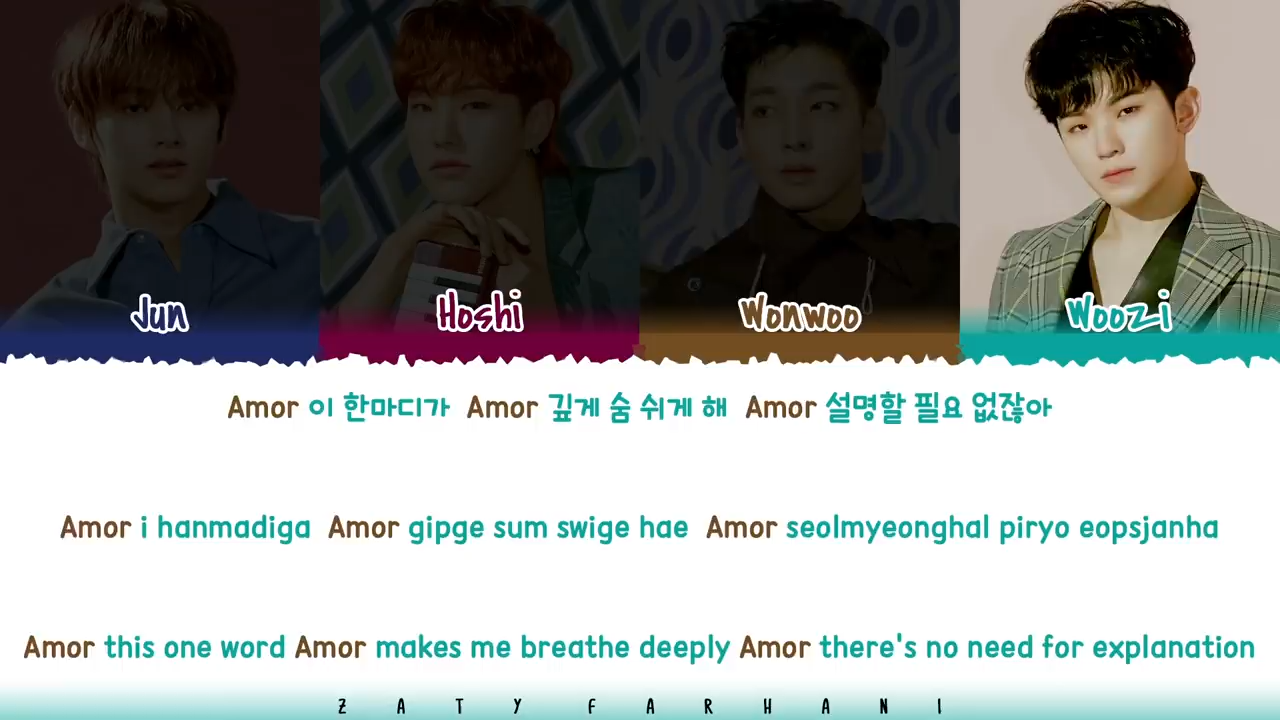 Jun
Hoshi
Wonwoo
Woozi
Amor 이 한마디가 Amor 깊게 숨 쉬게 해 Amor 설명할 필요 없잖아
Amor i hanmadiga Amor gipge sum swige hae Amor seolmyeonghal piryo eopsjanha
Amor this one word Amor makes me breathe deeply Amor there's no need for explanation
ZATY FARHANI